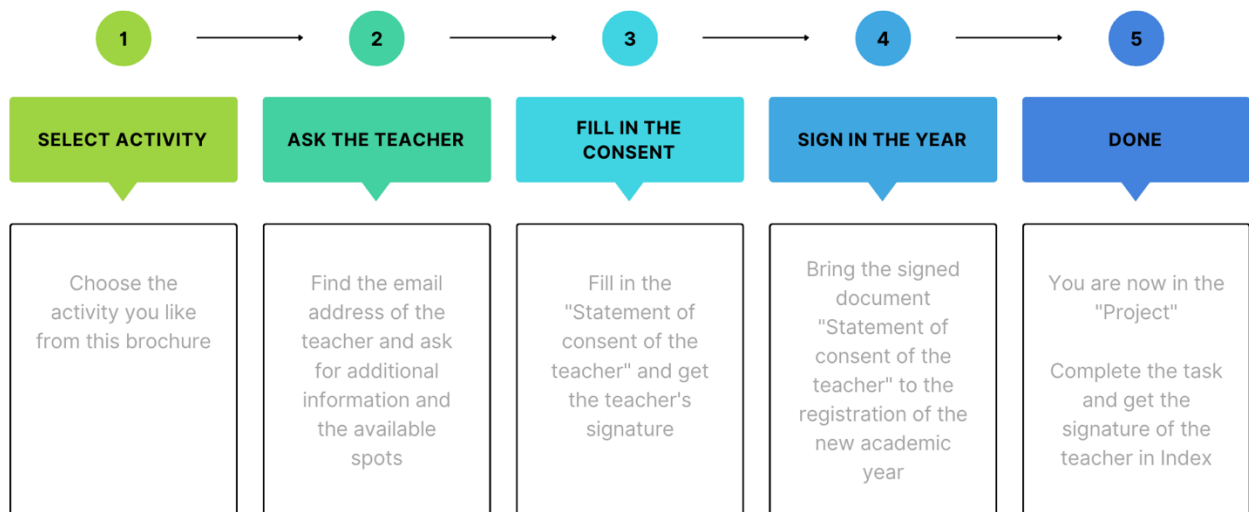 1
2
3
4
5
SELECT ACTIVITY
ASK THE TEACHER
FILL IN THE
CONSENT
SIGN IN THE YEAR
DONE
Choose the
activity you like
from this brochure
Find the email
address of the
teacher and ask
for additional
information and
the available
spots
Fill in the
"Statement of
consent of the
teacher" and get
the teacher's
signature
Bring the signed
document
"Statement of
consent of the
teacher" to the
registration of the
new academic
year
You are now in the
"Project"
Complete the task
and get the
signature of the
teacher in Index